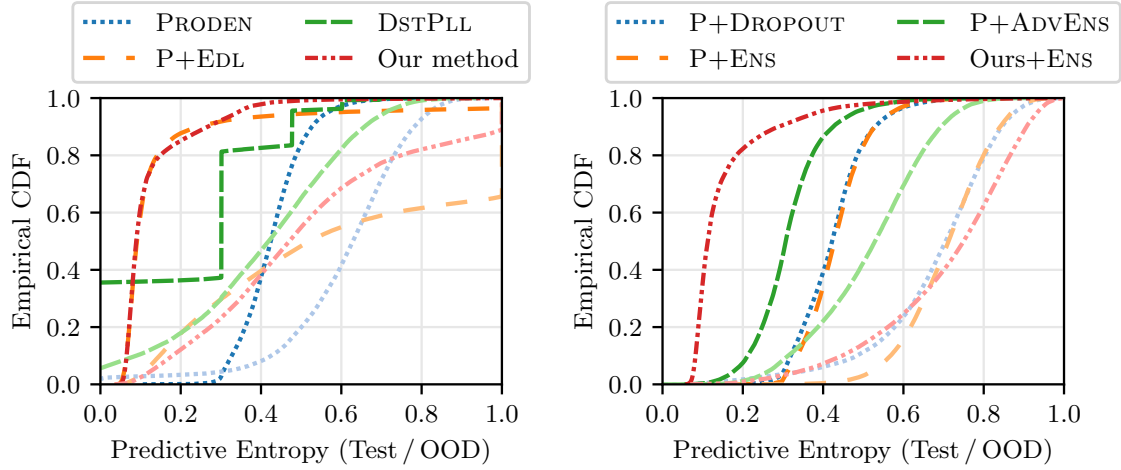 PRODEN
P+EDL
DSTPLL
Our method
1.0
0.8
0.6
0.4
0.2
0.0
Empirical CDF
0.0 0.2 0.4 0.6 0.8 1.0
Predictive Entropy (Test / OOD)
P+DROPOUT
P+ENS
P+ADVENS
Ours+ENS
1.0
0.8
0.6
0.4
0.2
0.0
Empirical CDF
0.0 0.2 0.4 0.6 0.8 1.0
Predictive Entropy (Test / OOD)